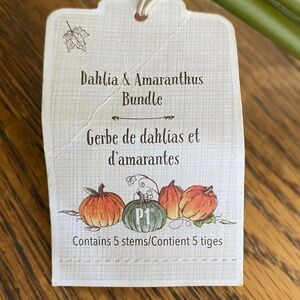 Dahlia & Amaranthus
Bundle
Gerbe de dahlias et
d'amarantes
P1
Contains 5 stems/Contient 5 tiges